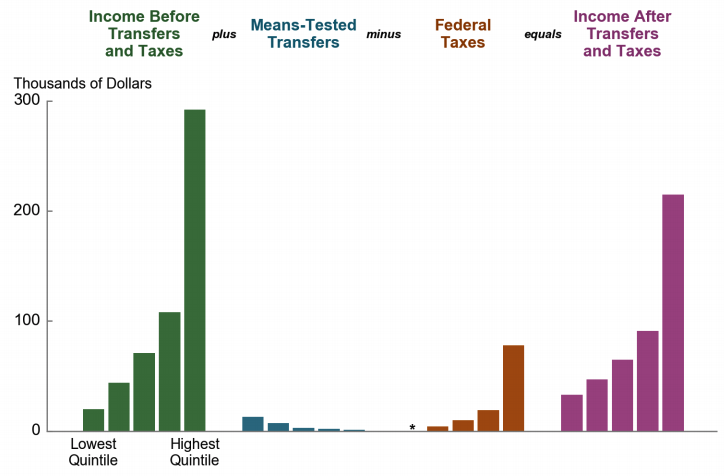 Income Before
Transfers
and Taxes
plus
Means-Tested
Transfers
minus
Federal
Taxes
equals
Income After
Transfers
and Taxes
Thousands of Dollars
300
200
100
0
*
Lowest
Quintile
Highest
Quintile